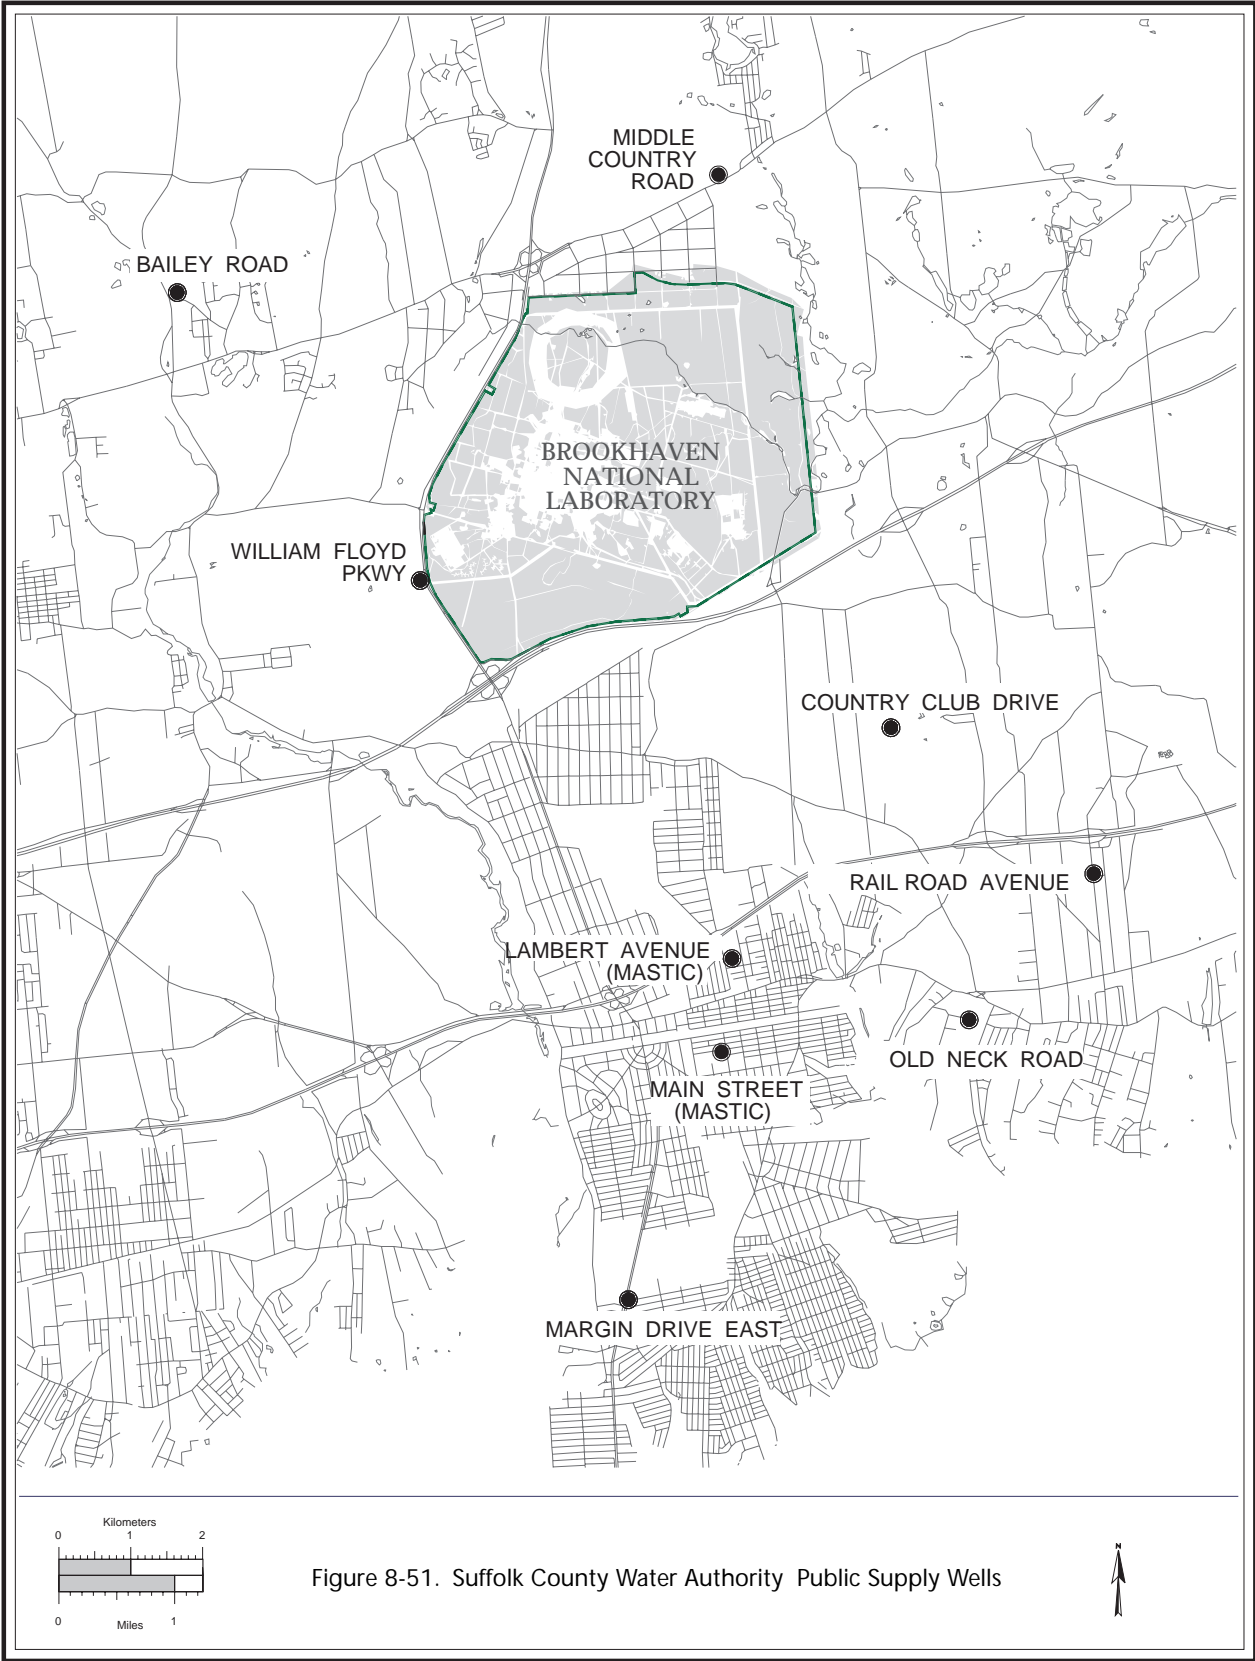 MIDDLE
COUNTRY
ROAD
BAILEY ROAD
BROOKHAVEN
NATIONAL
LABORATORY
WILLIAM FLOYD
PKWY
COUNTRY CLUB DRIVE
RAIL ROAD AVENUE
LAMBERT AVENUE
(MASTIC)
OLD NECK ROAD
MAIN STREET
(MASTIC)
MARGIN DRIVE EAST
Kilometers
0 1 2
0 Miles 1
Figure 8-51. Suffolk County Water Authority Public Supply Wells
N